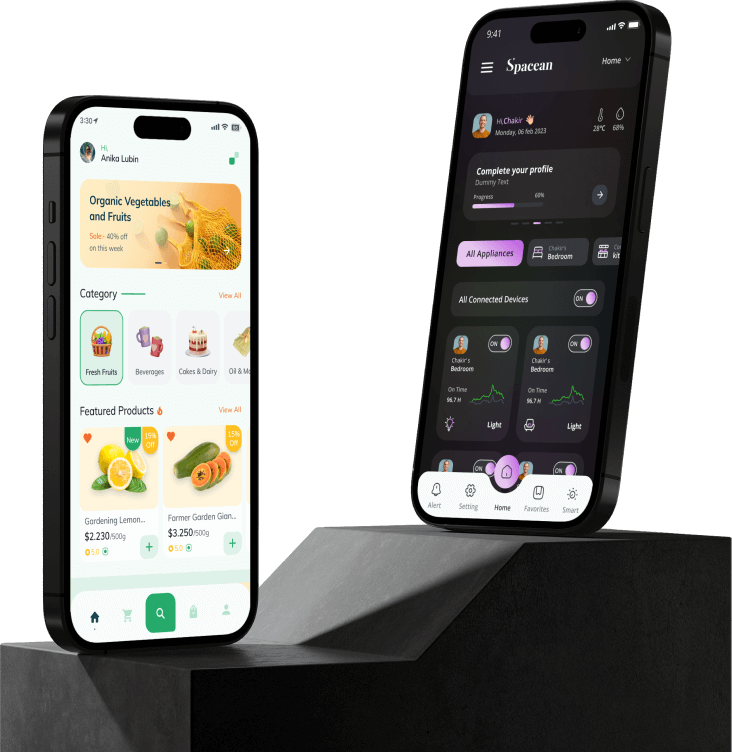 3:30
Hi,
Anika Lubin
Organic Vegetables
and Fruits
Sale:- 40% off
on this week
Category
View All
Fresh Fruits
Beverages
Cakes & Dairy
Oil & Mo
Featured Products
View All
New
15%
Off
15%
Off
Gardening Lemon...
$2.230/500g
5.0
Former Garden Gian...
$3.250/500g
5.0
9:41
Spacean
Home
Hi,Chakir
Monday, 06 feb 2023
28°C
68%
Complete your profile
Dummy Text
Progress
60%
All Appliances
Chakir's
Bedroom
kit
All Connected Devices
ON
ON
Chakir's
Bedroom
On Time
96.7 H
Light
ON
Chakir's
Bedroom
On Time
96.7 H
Light
ON
ON
Alert
Setting
Home
Favorites
Smart